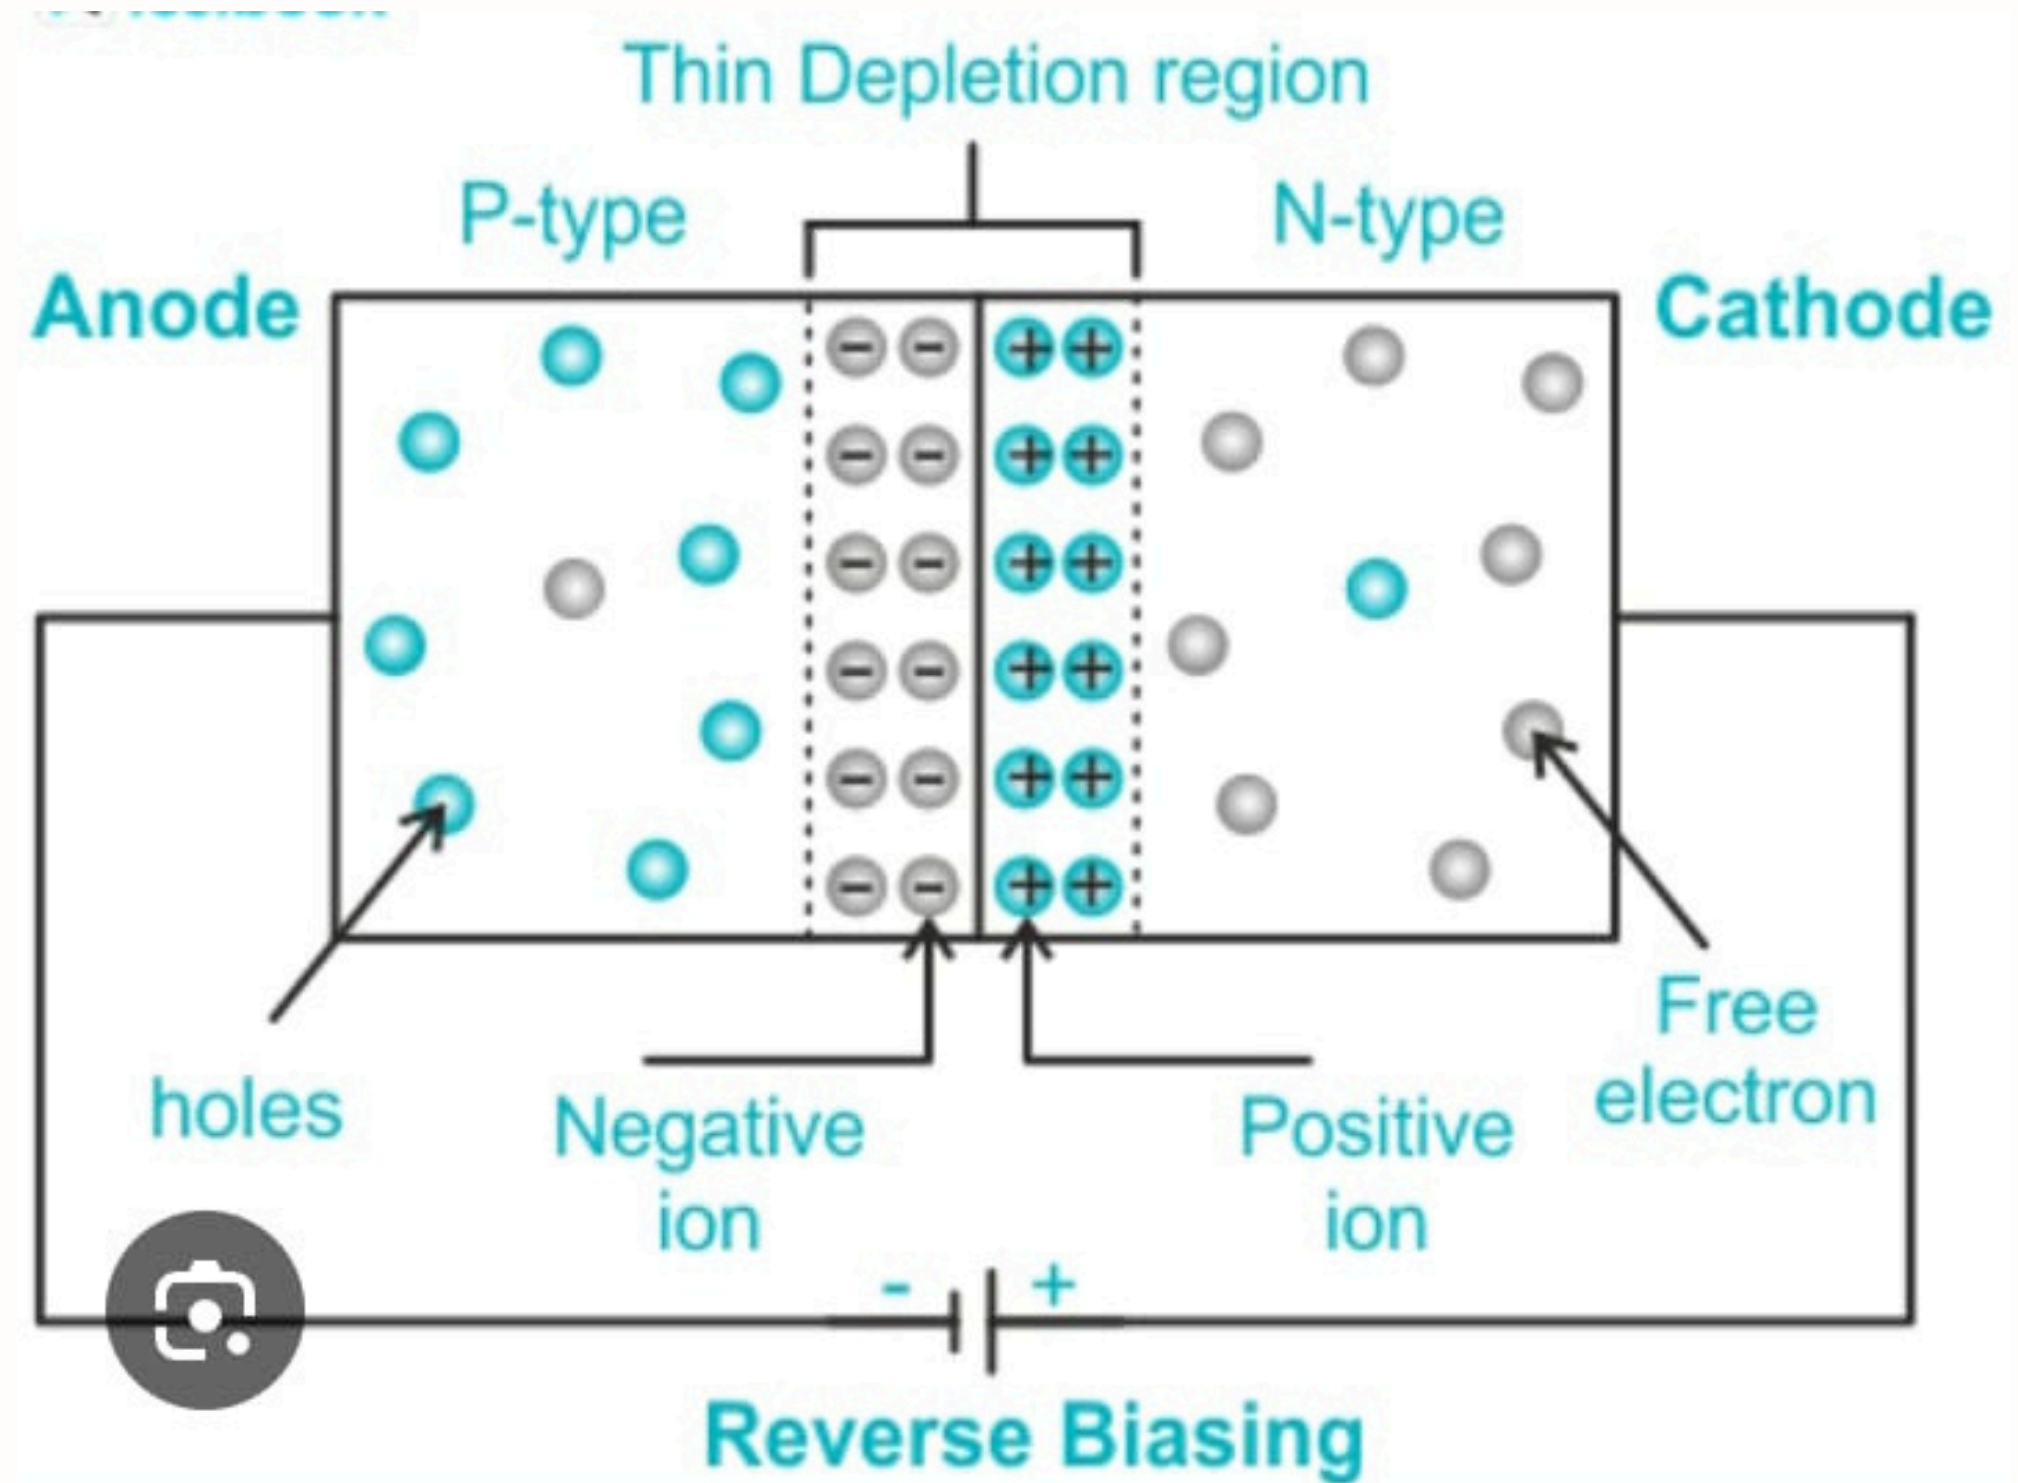 Thin Depletion region
P-type
N-type
Anode
Cathode
holes
Negative
ion
Positive
ion
Free
electron
- +
Reverse Biasing